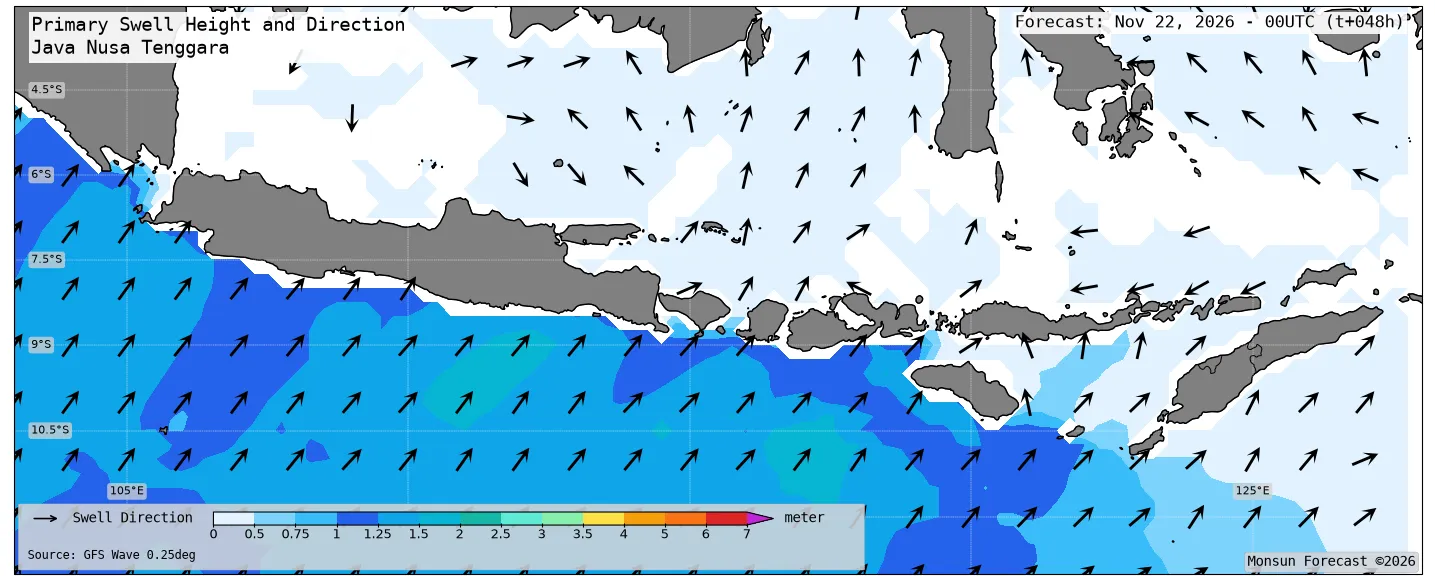 Primary Swell Height and Direction
Java Nusa Tenggara
Forecast: Nov 22, 2026 - 00UTC (t+048h)
4.5°S
6°S
7.5°S
9°S
10.5°S
105°E
125°E
Swell Direction
0 0.5 0.75 1 1.25 1.5 2 2.5 3 3.5 4 5 6 7
meter
Source: GFS Wave 0.25deg
Monsun Forecast ©2026